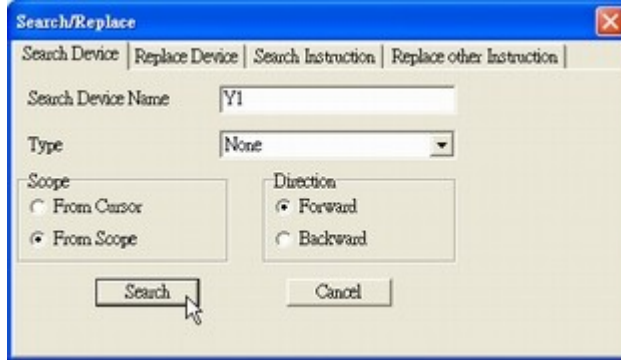 Search/Replace
Search Device Replace Device Search Instruction Replace other Instruction
Search Device Name Y1
Type None
Scope Direction
From Cursor Forward
From Scope Backward
Search Cancel